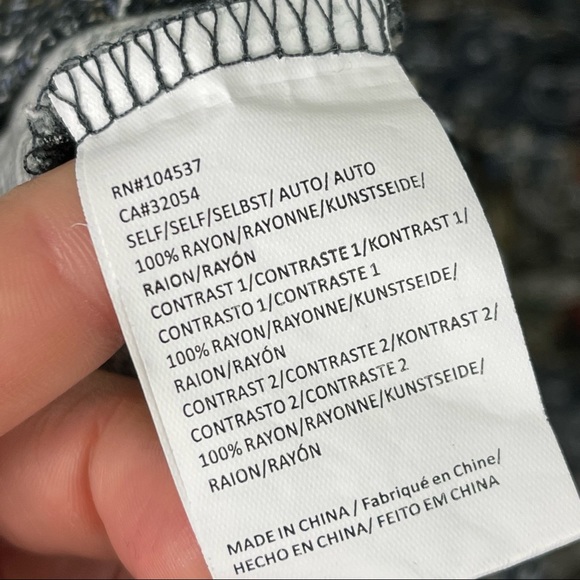 RN#104537
CA#32054
SELF/SELF/SELBST/ AUTO/ AUTO
100% RAYON/RAYONNE/KUNSTSEIDE/
RAION/RAYÓN
CONTRAST 1/CONTRASTE 1/KONTRAST 1/
CONTRASTO 1/CONTRASTE 1
100% RAYON/RAYONNE/KUNSTSEIDE/
RAION/RAYÓN
CONTRAST 2/CONTRASTE 2/KONTRAST 2/
CONTRASTO 2/CONTRASTE 2
100% RAYON/RAYONNE/KUNSTSEIDE/
RAION/RAYÓN
MADE IN CHINA / Fabriqué en Chine/
HECHO EN CHINA/ FEITO EM CHINA